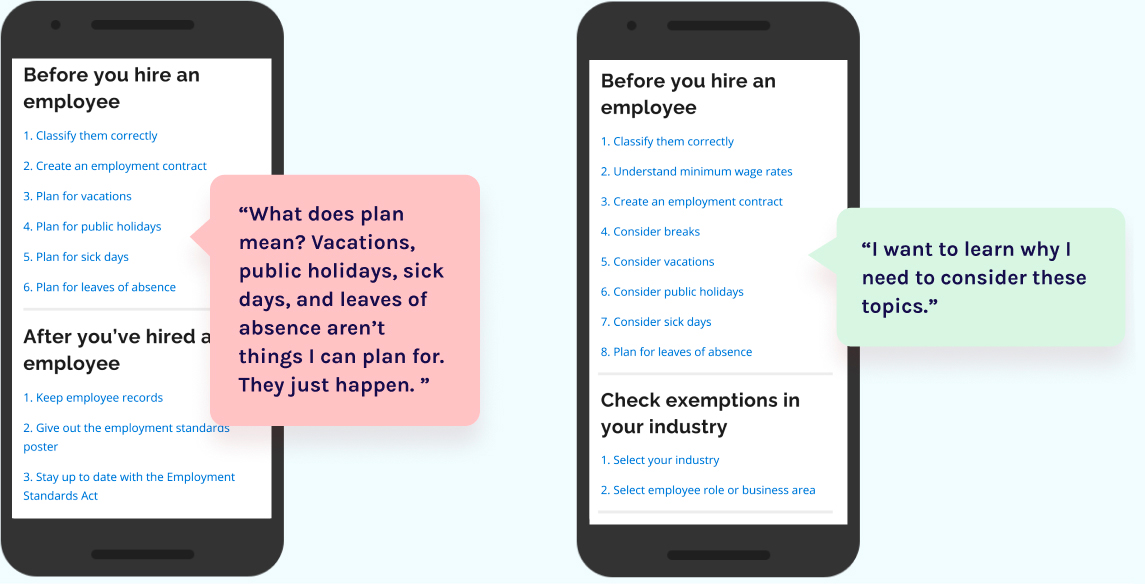 Before you hire an
employee
1. Classify them correctly
2. Create an employment contract
3. Plan for vacations
4. Plan for public holidays
5. Plan for sick days
6. Plan for leaves of absence
After you’ve hired a
employee
1. Keep employee records
2. Give out the employment standards
poster
3. Stay up to date with the Employment
Standards Act
“What does plan
mean? Vacations,
public holidays, sick
days, and leaves of
absence aren’t
things I can plan for.
They just happen. ”
Before you hire an
employee
1. Classify them correctly
2. Understand minimum wage rates
3. Create an employment contract
4. Consider breaks
5. Consider vacations
6. Consider public holidays
7. Consider sick days
8. Plan for leaves of absence
Check exemptions in
your industry
1. Select your industry
2. Select employee role or business area
“I want to learn why I
need to consider these
topics.”